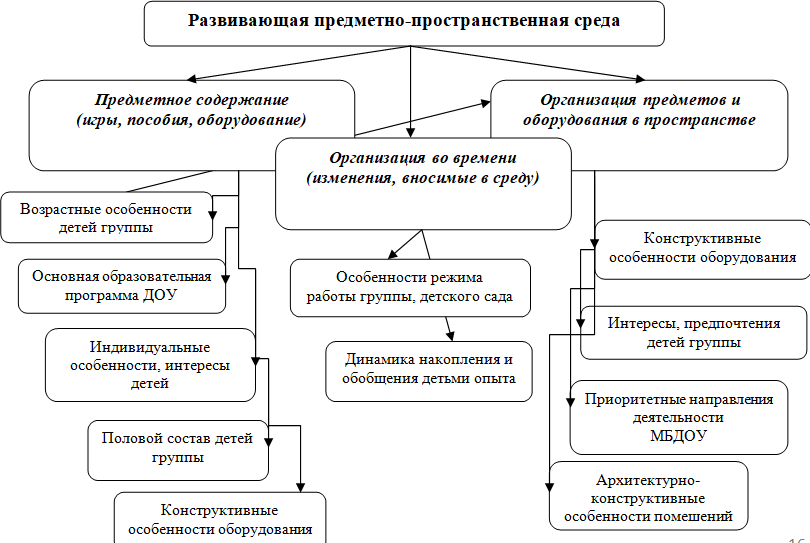 Развивающая предметно-пространственная среда
Предметное содержание
(игры, пособия, оборудование)
Организация предметов и
оборудования в пространстве
Организация во времени
(изменения, вносимые в среду)
Возрастные особенности
детей группы
Основная образовательная
программа ДОУ
Индивидуальные
особенности, интересы
детей
Половой состав детей
группы
Конструктивные
особенности оборудования
Особенности режима
работы группы, детского сада
Динамика накопления и
обобщения детьми опыта
Конструктивные
особенности оборудования
Интересы, предпочтения
детей группы
Приоритетные направления
деятельности
МБДОУ
Архитектурно-
конструктивные
особенности помешений